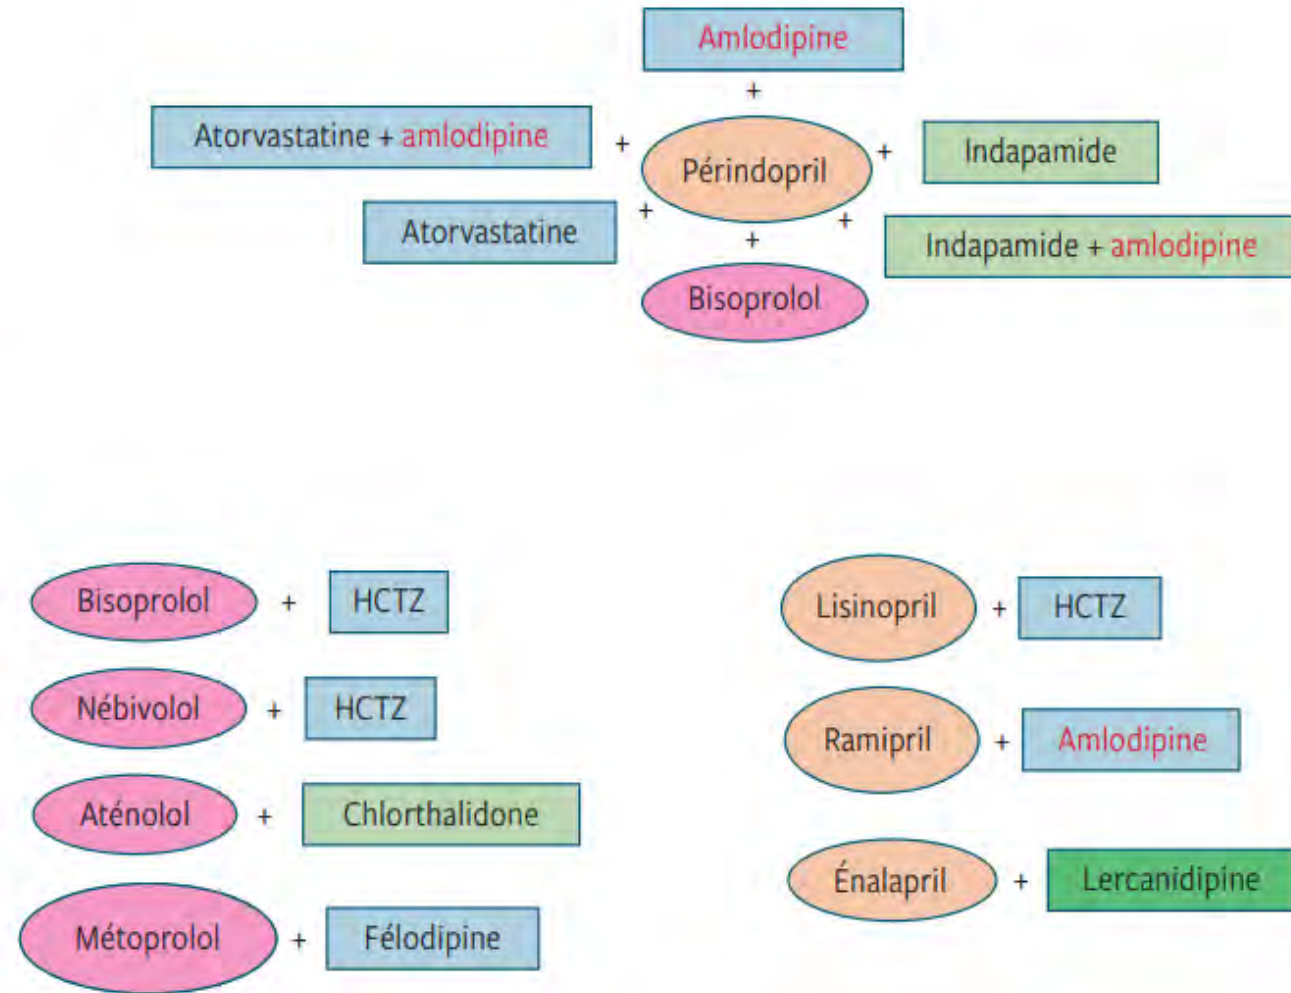 Amlodipine
+
Atorvastatine + amlodipine
+
Périndopril
+
Indapamide
+
Atorvastatine
+
+
Indapamide + amlodipine
Bisoprolol
Bisoprolol + HCTZ
Nébivolol + HCTZ
Aténolol + Chlorthalidone
Métoprolol + Félodipine
Lisinopril + HCTZ
Ramipril + Amlodipine
Énalapril + Lercanidipine